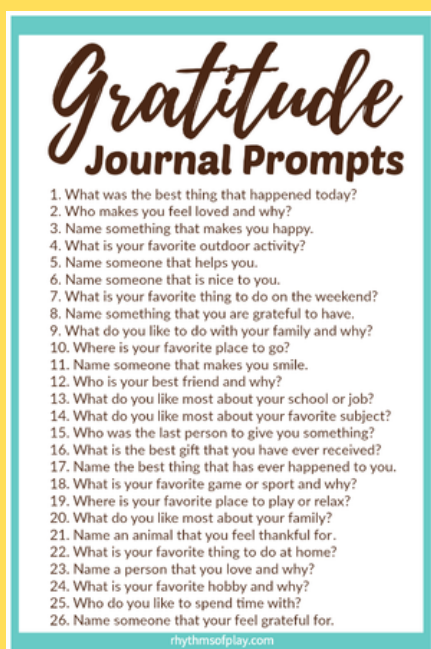 Gratitude
Journal Prompts
1. What was the best thing that happened today?
2. Who makes you feel loved and why?
3. Name something that makes you happy.
4. What is your favorite outdoor activity?
5. Name someone that helps you.
6. Name someone that is nice to you.
7. What is your favorite thing to do on the weekend?
8. Name something that you are grateful to have.
9. What do you like to do with your family and why?
10. Where is your favorite place to go?
11. Name someone that makes you smile.
12. Who is your best friend and why?
13. What do you like most about your school or job?
14. What do you like most about your favorite subject?
15. Who was the last person to give you something?
16. What is the best gift that you have ever received?
17. Name the best thing that has ever happened to you.
18. What is your favorite game or sport and why?
19. Where is your favorite place to play or relax?
20. What do you like most about your family?
21. Name an animal that you feel thankful for.
22. What is your favorite thing to do at home?
23. Name a person that you love and why?
24. What is your favorite hobby and why?
25. Who do you like to spend time with?
26. Name someone that your feel grateful for.
rhythmsofplay.com